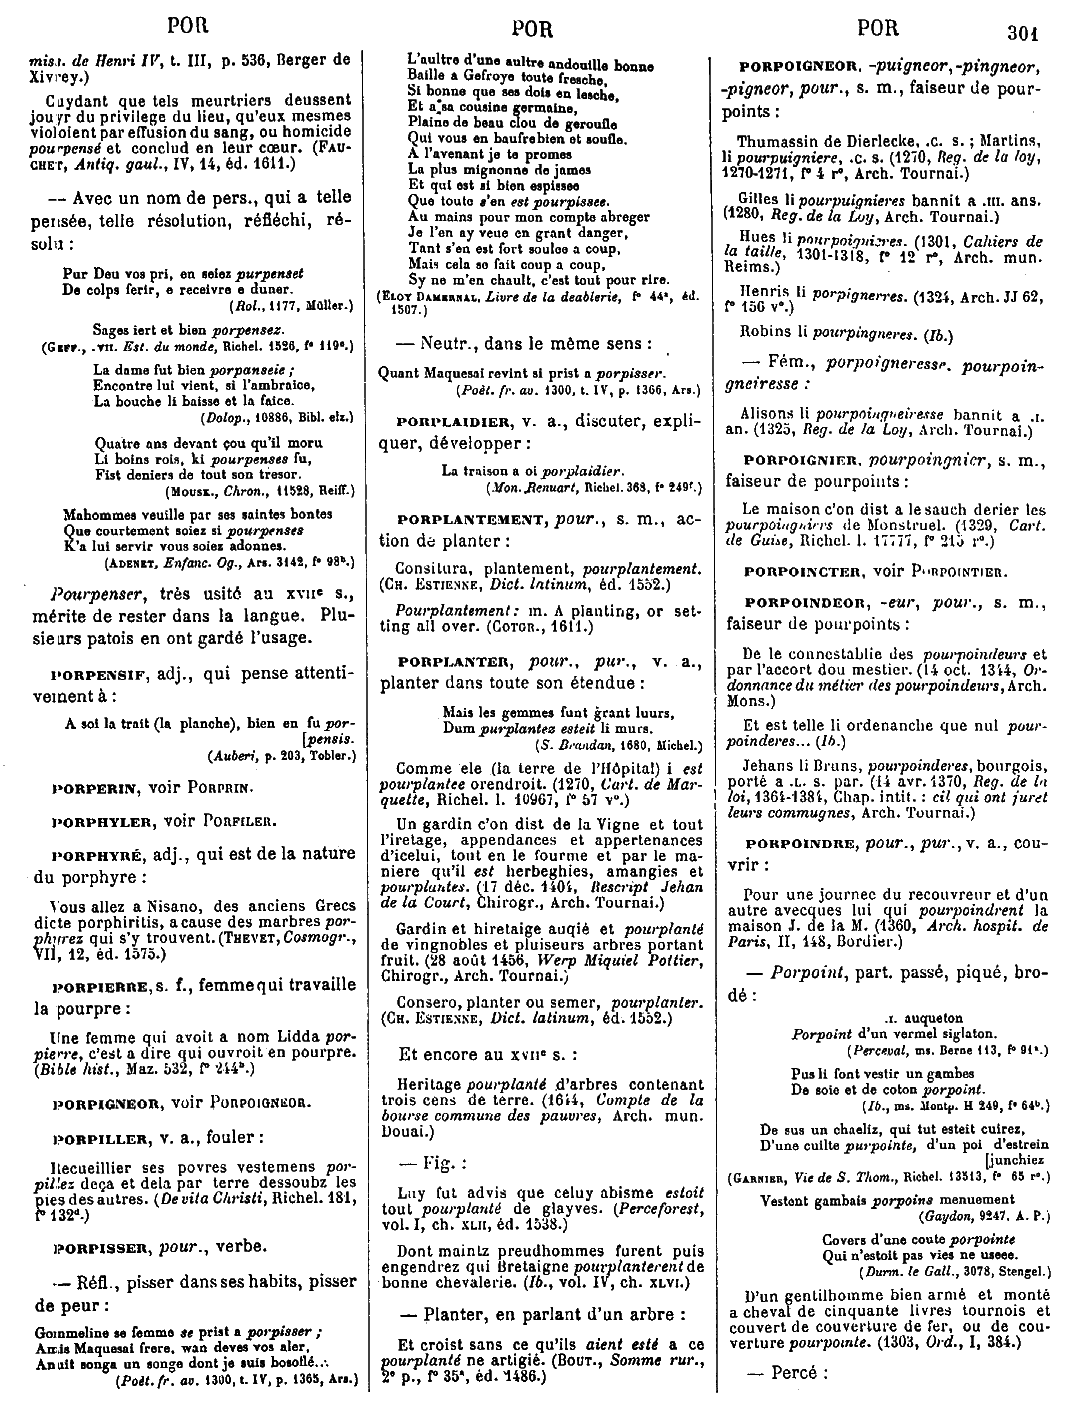 POR
POR
POR
301
miss. de Henri IV, t. III, p. 536, Berger de
Xivrey.)
Cuydant que tels meurtriers deussent
jouyr du privilege du lieu, qu'eux mesmes
violoient par effusion du sang, ou homicide
pourpensé et conclud en leur cœur. (FAU-
CHET, Antiq. gaul., IV, 14, éd. 1611.)
— Avec un nom de pers., qui a telle
pensée, telle résolution, réfléchi, ré-
solu :
Pur Deu vos pri, en seiez purpenset
De colps ferir, e receivre e duner.
(Rol., 1177, Müller.)
Sages iert et bien porpensez.
(GEFF., .VII. Est. du monde, Richel. 1526, f° 119ᵉ.)
La dame fut bien porpanseie ;
Encontre lui vient, si l'ambraice,
La bouche li baisse et la faice.
(Dolop., 10886, Bibl. elz.)
Quatre ans devant çou qu'il moru
Li boins rois, ki pourpenses fu,
Fist deniers de tout son tresor.
(MOUSK., Chron., 11528, Reiff.)
Mahommes veuille par ses saintes bontes
Que courtement soiez si pourpenses
K'a lui servir vous soiez adonnes.
(ADENET, Enfanc. Og., Ars. 3142, f° 98ᵇ.)
Pourpenser, très usité au XVIIᵉ s.,
mérite de rester dans la langue. Plu-
sieurs patois en ont gardé l'usage.
PORPENSIF, adj., qui pense attenti-
vement à :
A soi la trait (la planche), bien en fu por-
[pensis.
(Auberi, p. 203, Tobler.)
PORPERIN, voir PORPRIN.
PORPHYLER, voir PORFILER.
PORPHYRÉ, adj., qui est de la nature
du porphyre :
Vous allez a Nisano, des anciens Grecs
dicte porphiritis, a cause des marbres por-
phyrez qui s'y trouvent. (THEVET, Cosmogr.,
VII, 12, éd. 1575.)
PORPIERRE, s. f., femme qui travaille
la pourpre :
Une femme qui avoit a nom Lidda por-
pierre, c'est a dire qui ouvroit en pourpre.
(Bible hist., Maz. 532, f° 244ᵇ.)
PORPIGNEOR, voir PORPOIGNEOR.
PORPILLER, v. a., fouler :
Recueillier ses povres vestemens por-
pillez deça et dela par terre dessoubz les
pies des autres. (De vita Christi, Richel. 181,
f° 132ᵈ.)
PORPISSER, pour., verbe.
— Réfl., pisser dans ses habits, pisser
de peur :
Gommeline se femme se prist a porpisser ;
Amis Maquesai frere, wan deves vos aler,
Anuit songa un songe dont je suis bosoflé...
(Poët. fr. av. 1300, t. IV, p. 1365, Ars.)
L'aultre d'une aultre andouille bonne
Baille a Gefroye toute fresche,
Si bonne que ses dois en lesche,
Et a sa cousine germaine,
Plaine de beau clou de geroufle
Qui vous en baufrebien et soufle.
A l'avenant je te promes
La plus mignonne de james
Et qui est si bien espissee
Que toute s'en est pourpissee.
Au mains pour mon compte abreger
Je l'en ay veue en grant danger,
Tant s'en est fort soulee a coup,
Mais cela se fait coup a coup,
Sy ne m'en chault, c'est tout pour rire.
(ELOY DAMERNAL, Livre de la deablerie, f° 44ᵃ, éd.
1507.)
— Neutr., dans le même sens :
Quant Maquesai revint si prist a porpisser.
(Poët. fr. av. 1300, t. IV, p. 1366, Ars.)
PORPLAIDIER, v. a., discuter, expli-
quer, développer :
La traison a oi porplaidier.
(Mon. Renuart, Richel. 368, f° 249ᶠ.)
PORPLANTEMENT, pour., s. m., ac-
tion de planter :
Consitura, plantement, pourplantement.
(CH. ESTIENNE, Dict. latinum, éd. 1552.)
Pourplantement : m. A planting, or set-
ting all over. (COTGR., 1611.)
PORPLANTER, pour., pur., v. a.,
planter dans toute son étendue :
Mais les gemmes funt grant luurs,
Dum purplantez esteit li murs.
(S. Brandan, 1680, Michel.)
Comme ele (la terre de l'Hôpital) i est
pourplantee orendroit. (1270, Cart. de Mar-
quette, Richel. l. 10967, f° 57 v°.)
Un gardin c'on dist de la Vigne et tout
l'iretage, appendances et appertenances
d'icelui, tout en le fourme et par le ma-
niere qu'il est herbeghies, amangies et
pourplantes. (17 déc. 1404, Rescript Jehan
de la Court, Chirogr., Arch. Tournai.)
Gardin et hiretaige auqié et pourplanté
de vingnobles et pluiseurs arbres portant
fruit. (28 août 1456, Werp Miquiel Pottier,
Chirogr., Arch. Tournai.)
Consero, planter ou semer, pourplanter.
(CH. ESTIENNE, Dict. latinum, éd. 1552.)
Et encore au XVIIᵉ s. :
Heritage pourplanté d'arbres contenant
trois cens de terre. (1644, Compte de la
bourse commune des pauvres, Arch. mun.
Douai.)
— Fig. :
Luy fut advis que celuy abisme estoit
tout pourplanté de glayves. (Perceforest,
vol. I, ch. XLII, éd. 1538.)
Dont maintz preudhommes furent puis
engendrez qui Bretaigne pourplanterent de
bonne chevalerie. (Ib., vol. IV, ch. XLVI.)
— Planter, en parlant d'un arbre :
Et croist sans ce qu'ils aient esté a ce
pourplanté ne artigié. (BOUT., Somme rur.,
2ᵉ p., f° 35ᵃ, éd. 1486.)
PORPOIGNEOR, -puigneor, -pingneor,
-pigneor, pour., s. m., faiseur de pour-
points :
Thumassin de Dierlecke, .c. s. ; Martins,
li pourpuigniere, .c. s. (1270, Reg. de la loy,
1270-1271, f° 4 r°, Arch. Tournai.)
Gilles li pourpuignieres bannit a .III. ans.
(1280, Reg. de la Loy, Arch. Tournai.)
Hues li pourpoignieres. (1301, Cahiers de
la taille, 1301-1318, f° 12 r°, Arch. mun.
Reims.)
Henris li porpignerres. (1324, Arch. JJ 62,
f° 156 v°.)
Robins li pourpingneres. (Ib.)
— Fém., porpoigneresse, pourpoin-
gneiresse :
Alisons li pourpoingneiresse bannit a .I.
an. (1325, Reg. de la Loy, Arch. Tournai.)
PORPOIGNIER, pourpoingnier, s. m.,
faiseur de pourpoints :
Le maison c'on dist a le sauch derier les
pourpoingniers de Monstruel. (1329, Cart.
de Guise, Richel. l. 17777, f° 215 r°.)
PORPOINCTER, voir PORPOINTIER.
PORPOINDEOR, -eur, pour., s. m.,
faiseur de pourpoints :
De le connestablie des pourpoindeurs et
par l'accort dou mestier. (14 oct. 1344, Or-
donnance du métier des pourpoindeurs, Arch.
Mons.)
Et est telle li ordenanche que nul pour-
poinderes... (Ib.)
Jehans li Bruns, pourpoinderes, bourgois,
porté a .L. s. par. (14 avr. 1370, Reg. de la
loi, 1364-1384, Chap. intit. : cil qui ont juret
leurs commugnes, Arch. Tournai.)
PORPOINDRE, pour., pur., v. a., cou-
vrir :
Pour une journee du recouvreur et d'un
autre avecques lui qui pourpoindrent la
maison J. de la M. (1360, Arch. hospit. de
Paris, II, 148, Bordier.)
— Porpoint, part. passé, piqué, bro-
dé :
.I. auqueton
Porpoint d'un vermel siglaton.
(Perceval, ms. Berne 113, f° 91ᵃ.)
Pus li font vestir un gambes
De soie et de coton porpoint.
(Ib., ms. Montp. H 249, f° 64ᵇ.)
De sus un chaeliz, qui tut esteit cuirez,
D'une cuilte purpointe, d'un poi d'estrein
[junchiez
(GARNIER, Vie de S. Thom., Richel. 13513, f° 65 r°.)
Vestent gambais porpoins menuement
(Gaydon, 9247, A. P.)
Covers d'une coute porpointe
Qui n'estoit pas vies ne useee.
(Durm. le Gall., 3078, Stengel.)
D'un gentilhomme bien armé et monté
a cheval de cinquante livres tournois et
couvert de couverture de fer, ou de cou-
verture pourpointe. (1303, Ord., I, 384.)
— Percé :